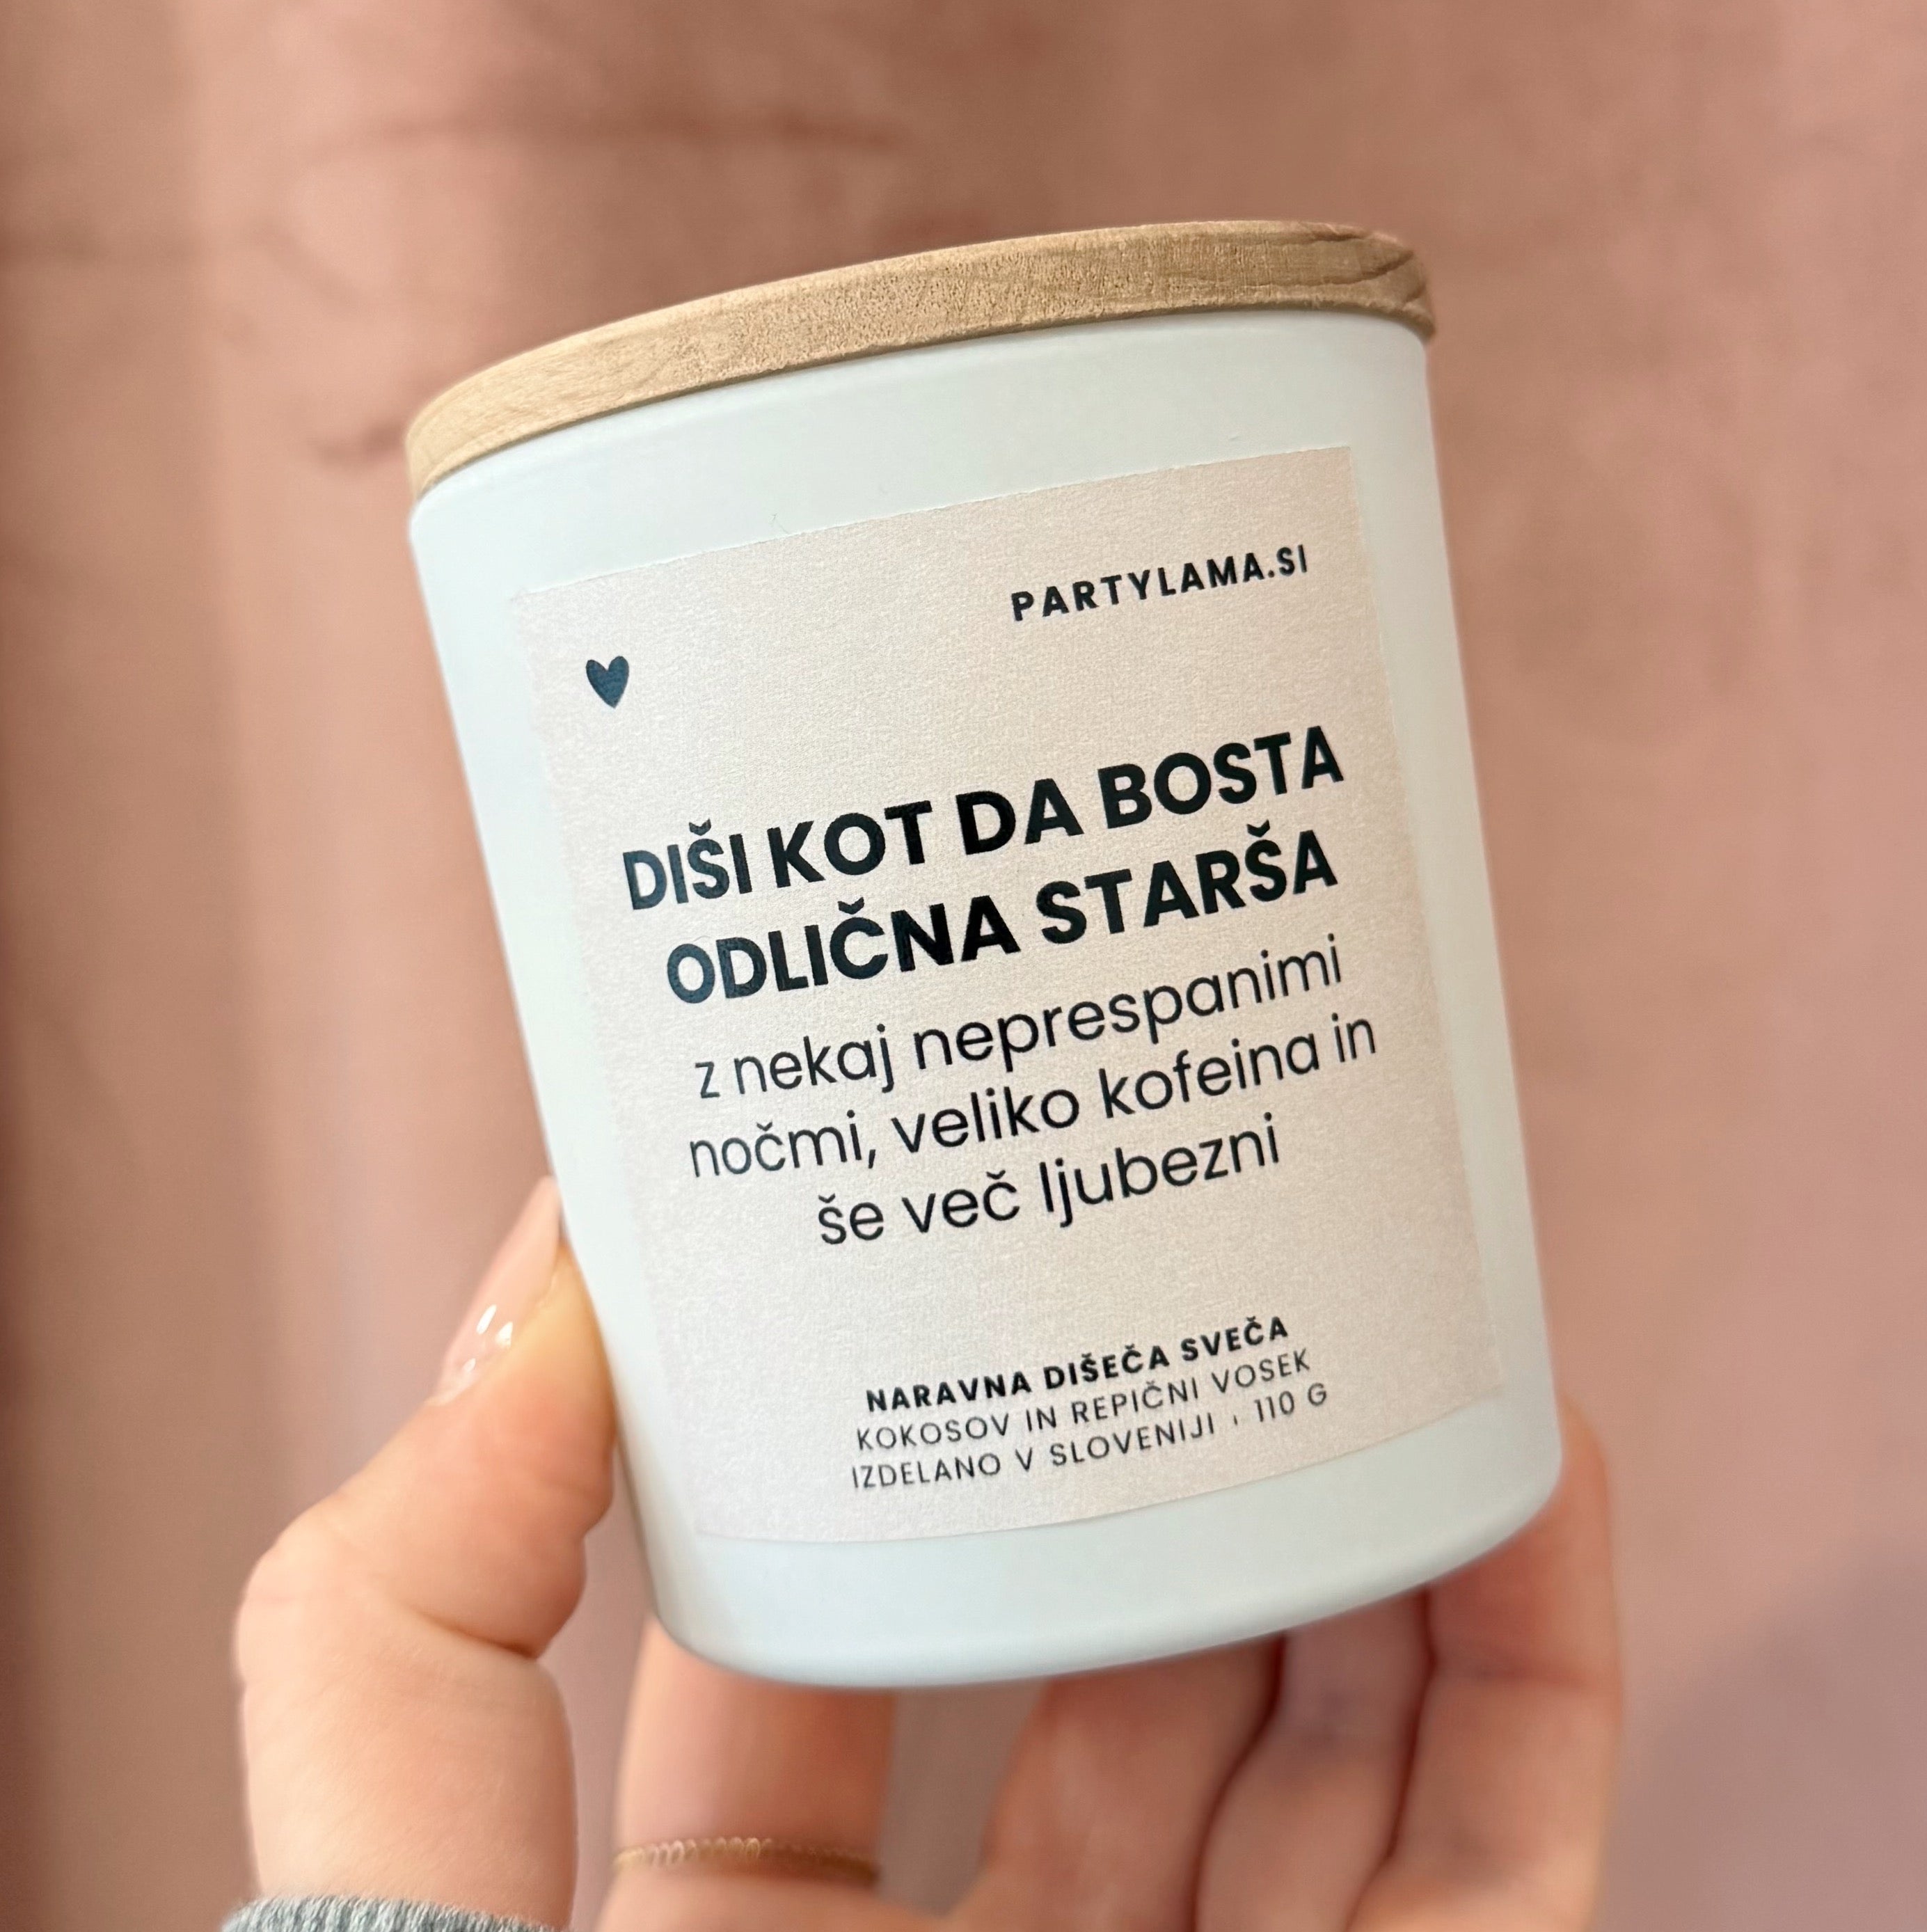 PARTYLAMA.SI
DIŠI KOT DA BOSTA
ODLIČNA STARŠA
z nekaj neprespanimi
nočmi, veliko kofeina in
še več ljubezni
NARAVNA DIŠEČA SVEČA
KOKOSOV IN REPIČNI VOSEK
IZDELANO V SLOVENIJI ' 110 G